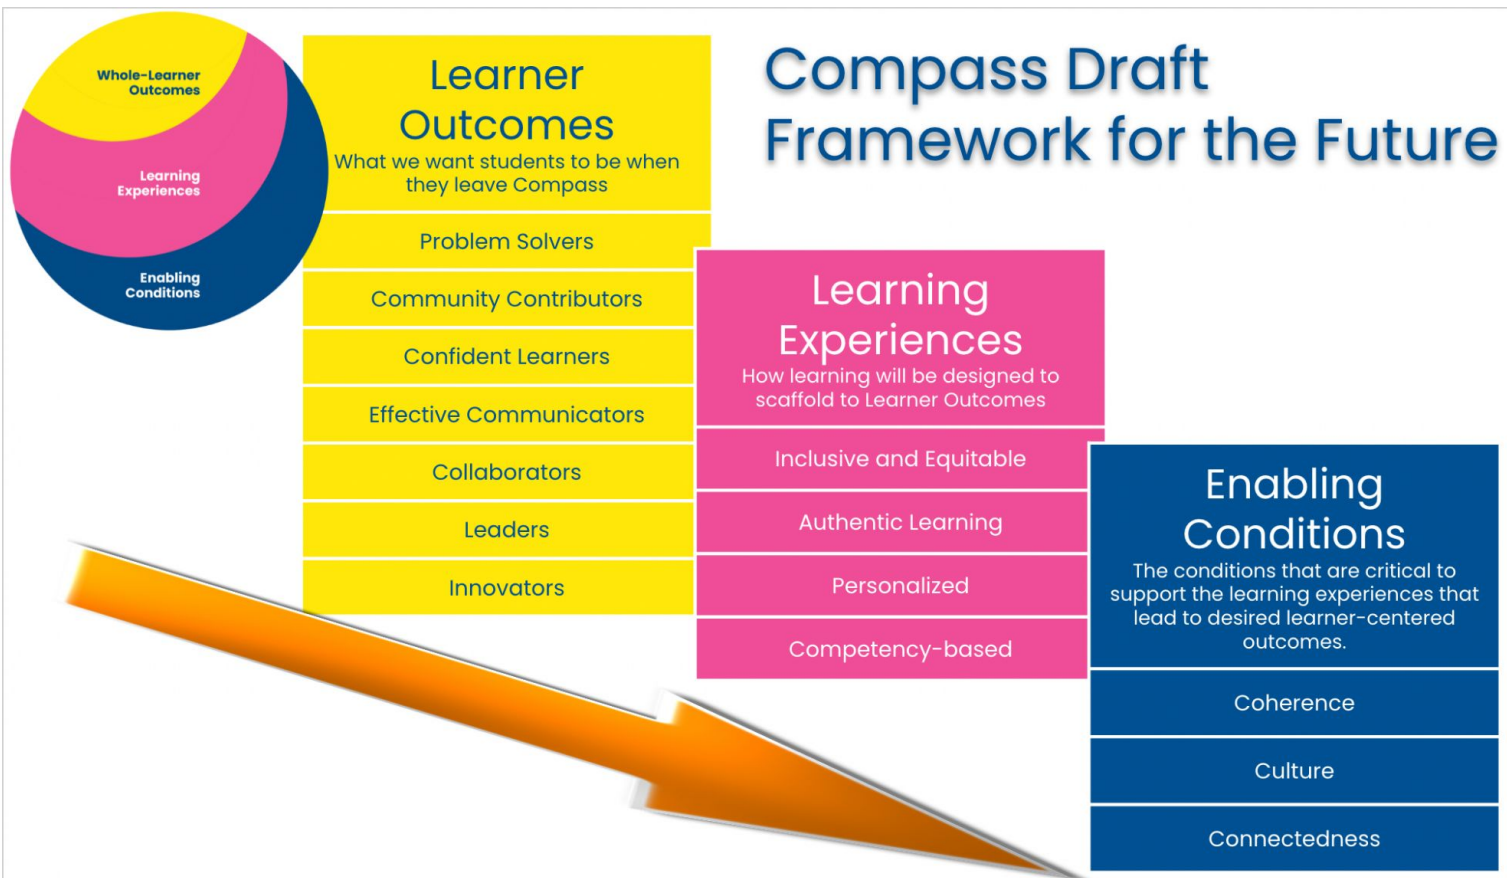 Whole-Learner
Outcomes
Learning
Experiences
Enabling
Conditions
Learner
Outcomes
What we want students to be when
they leave Compass
Problem Solvers
Community Contributors
Confident Learners
Effective Communicators
Collaborators
Leaders
Innovators
Compass Draft
Framework for the Future
Learning
Experiences
How learning will be designed to
scaffold to Learner Outcomes
Inclusive and Equitable
Authentic Learning
Personalized
Competency-based
Enabling
Conditions
The conditions that are critical to
support the learning experiences that
lead to desired learner-centered
outcomes.
Coherence
Culture
Connectedness